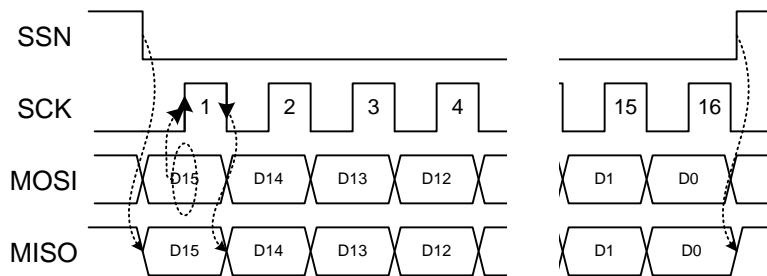 SSN
SCK 1 2 3 4 15 16
MOSI D15 D14 D13 D12 D1 D0
MISO D15 D14 D13 D12 D1 D0